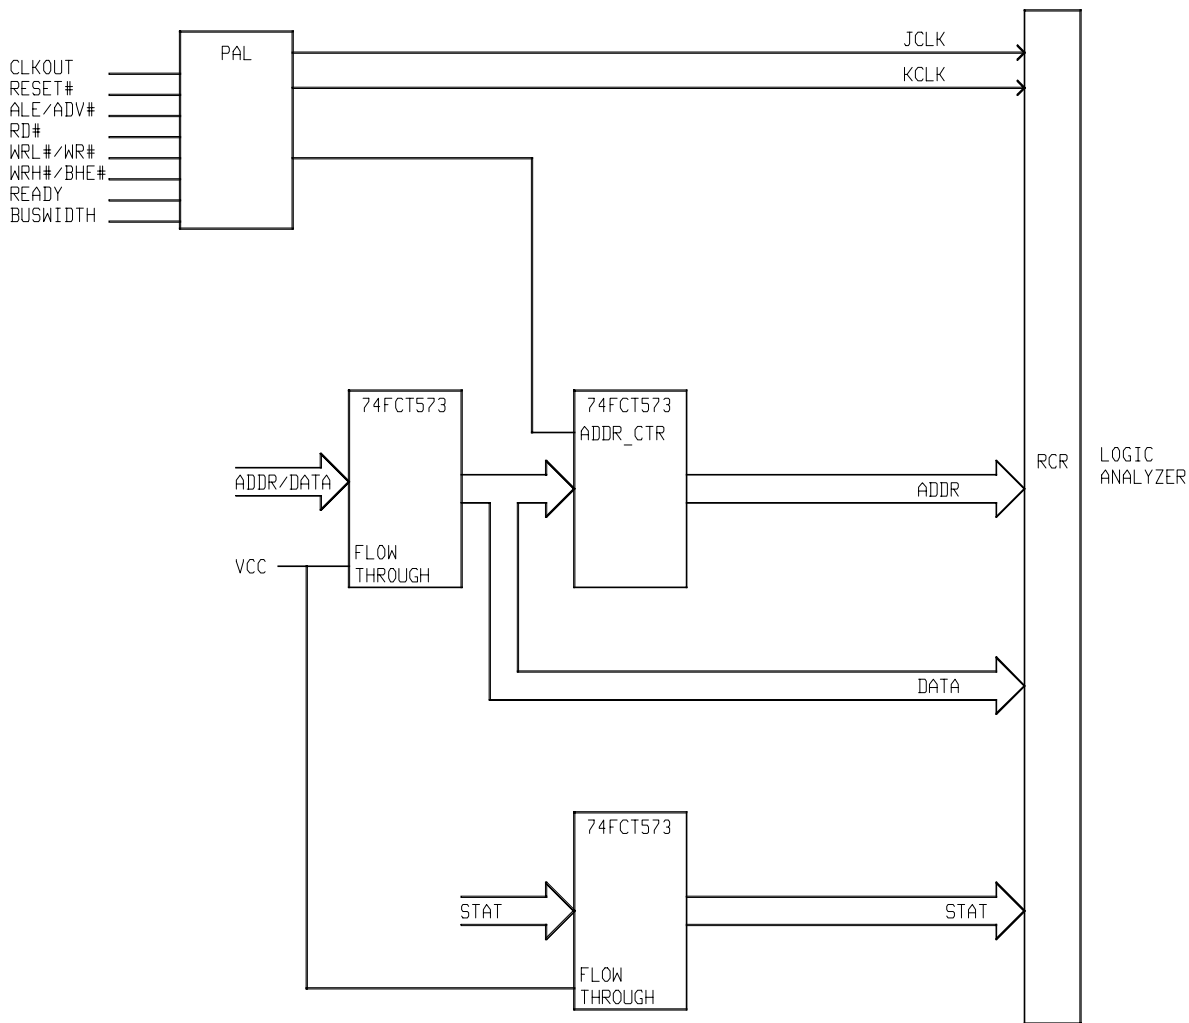 PAL
JCLK
KCLK
CLKOUT
RESET#
ALE/ADV#
RD#
WRL#/WR#
WRH#/BHE#
READY
BUSWIDTH
74FCT573
ADDR/DATA
FLOW
THROUGH
VCC
74FCT573
ADDR_CTR
ADDR
RCR
LOGIC
ANALYZER
DATA
74FCT573
STAT
STAT
FLOW
THROUGH